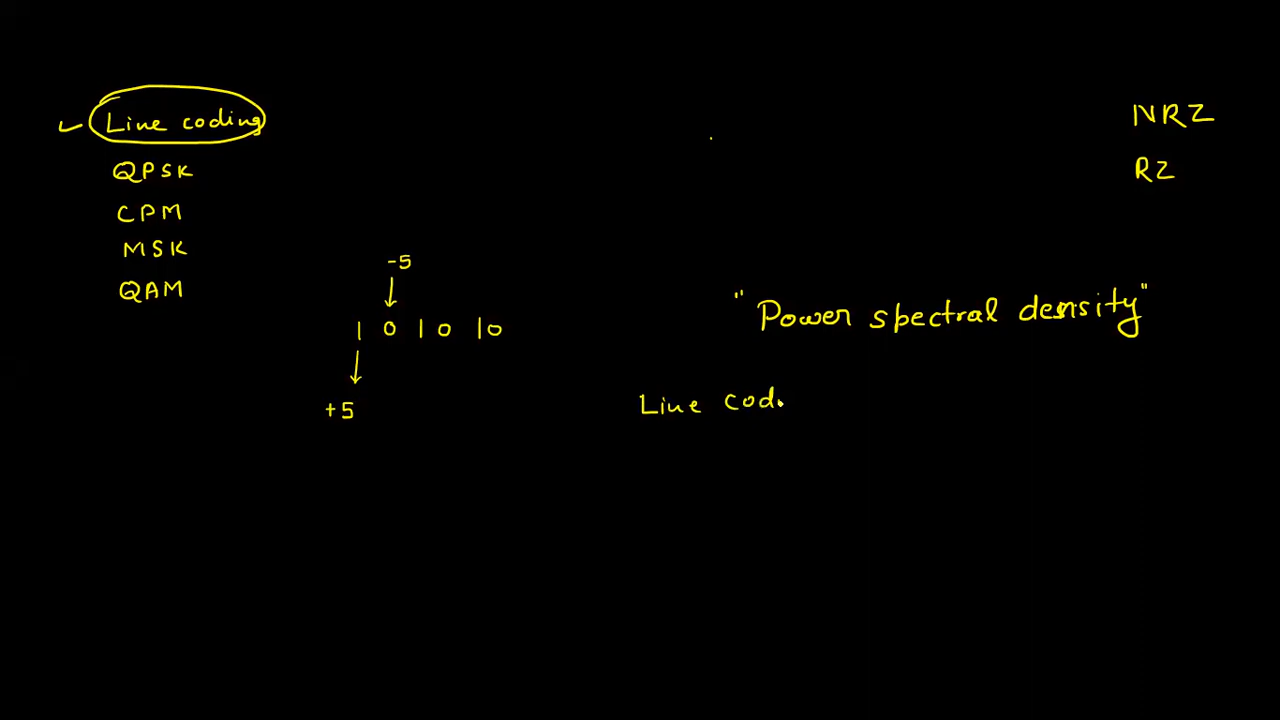 Line coding
QPSK
CPM
MSK
QAM
-5
1 0 1 0 1 0
+5
NRZ
RZ
"Power spectral density"
Line cod